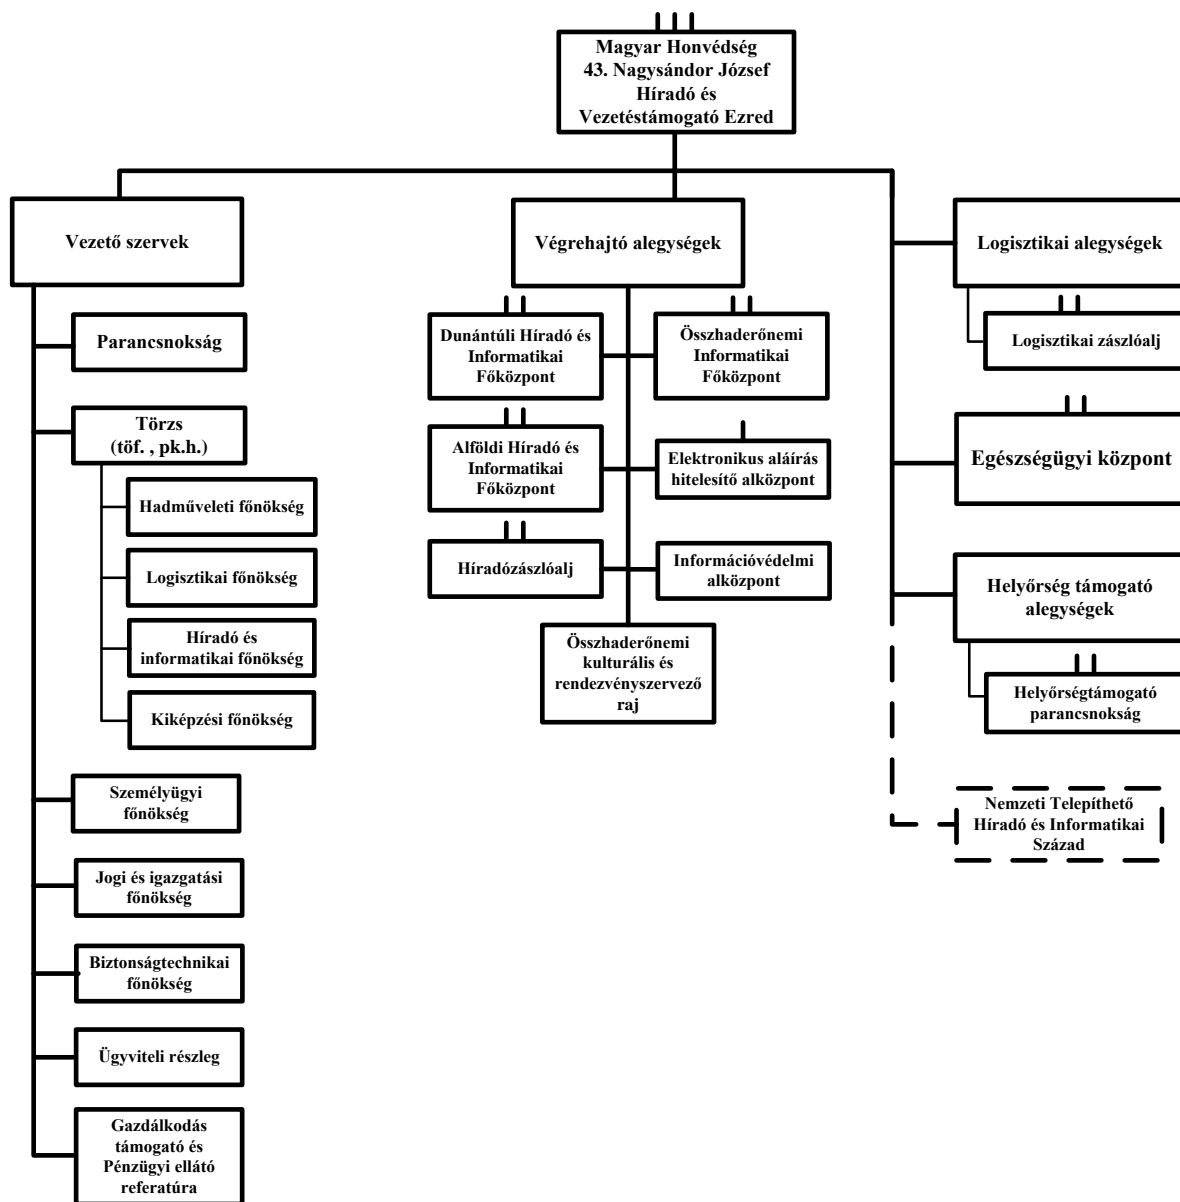 Magyar Honvédség
43. Nagysándor József
Híradó és
Vezetéstámogató Ezred
Vezető szervek
Parancsnokság
Törzs
(töf. , pk.h.)
Hadműveleti főnökség
Logisztikai főnökség
Híradó és
informatikai főnökség
Kiképzési főnökség
Személyügyi
főnökség
Jogi és igazgatási
főnökség
Biztonságtechnikai
főnökség
Ügyviteli részleg
Gazdálkodás
támogató és
Pénzügyi ellátó
referatúra
Végrehajtó alegységek
Dunántúli Híradó és
Informatikai
Főközpont
Összhaderőnemi
Informatikai
Főközpont
Alföldi Híradó és
Informatikai
Főközpont
Elektronikus aláírás
hitelesítő alközpont
Híradózászlóalj
Információvédelmi
alközpont
Összhaderőnemi
kulturális és
rendezvényszervező
raj
Logisztikai alegységek
Logisztikai zászlóalj
Egészségügyi központ
Helyőrség támogató
alegységek
Helyőrségtámogató
parancsnokság
Nemzeti Telepíthető
Híradó és Informatikai
Század